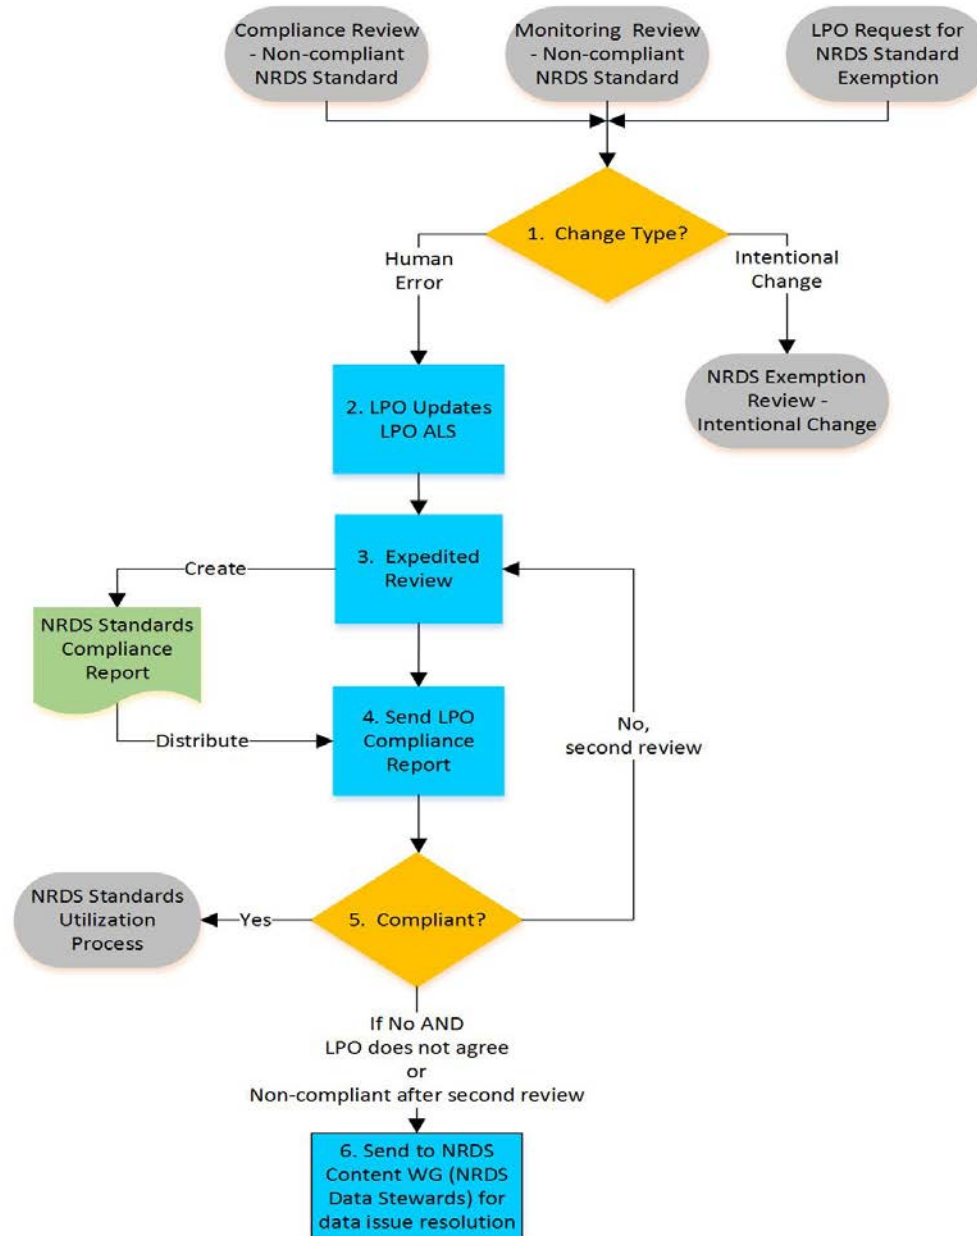 Compliance Review
- Non-compliant
NRDS Standard
Monitoring Review
- Non-compliant
NRDS Standard
LPO Request for
NRDS Standard
Exemption
1. Change Type?
Human
Error
Intentional
Change
NRDS Exemption
Review -
Intentional Change
2. LPO Updates
LPO ALS
3. Expedited
Review
Create
NRDS Standards
Compliance
Report
4. Send LPO
Compliance
Report
Distribute
No,
second review
5. Compliant?
Yes
NRDS Standards
Utilization
Process
If No AND
LPO does not agree
or
Non-compliant after second review
6. Send to NRDS
Content WG (NRDS
Data Stewards) for
data issue resolution